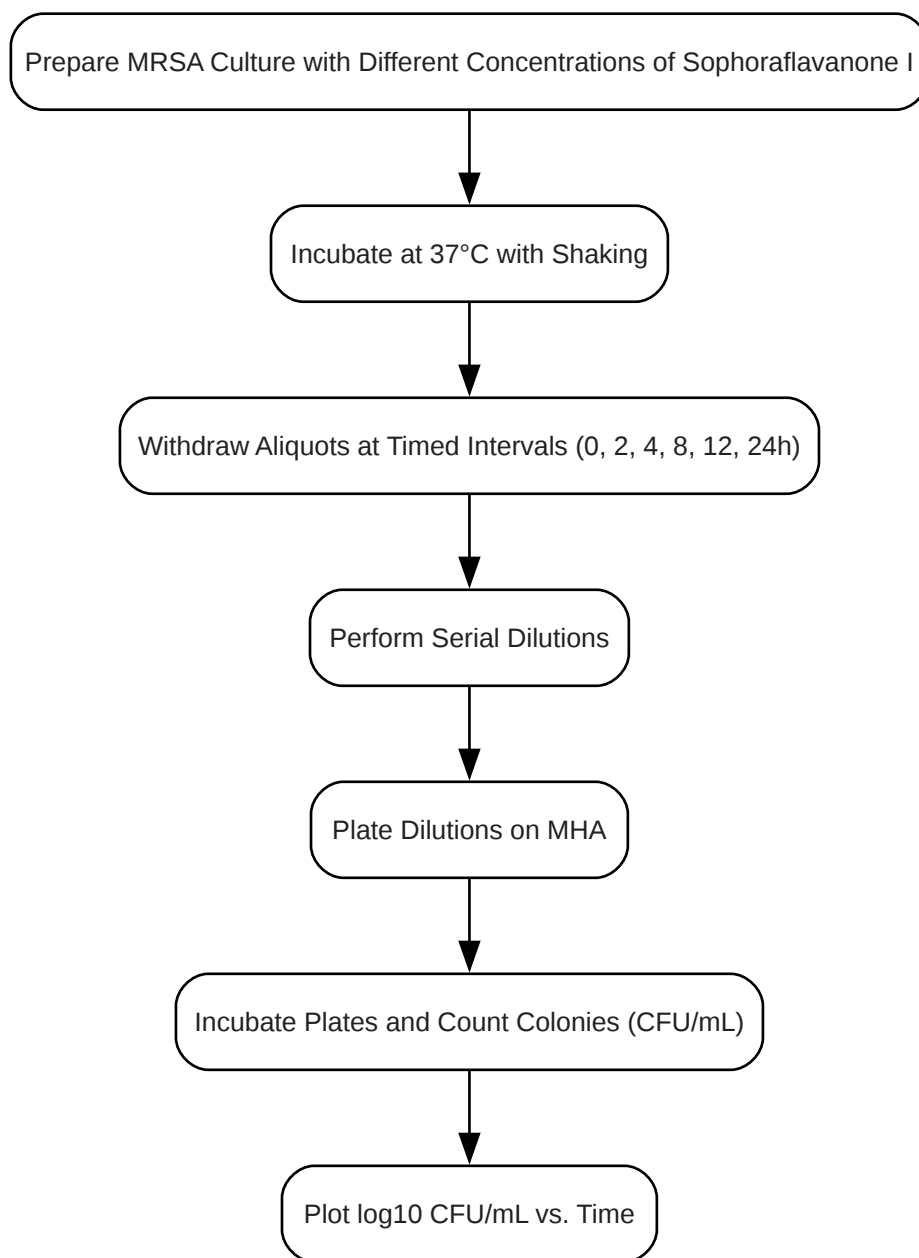 Prepare MRSA Culture with Different Concentrations of Sophoraflavanone I
Incubate at 37°C with Shaking
Withdraw Aliquots at Timed Intervals (0, 2, 4, 8, 12, 24h)
Perform Serial Dilutions
Plate Dilutions on MHA
Incubate Plates and Count Colonies (CFU/mL)
Plot log10 CFU/mL vs. Time